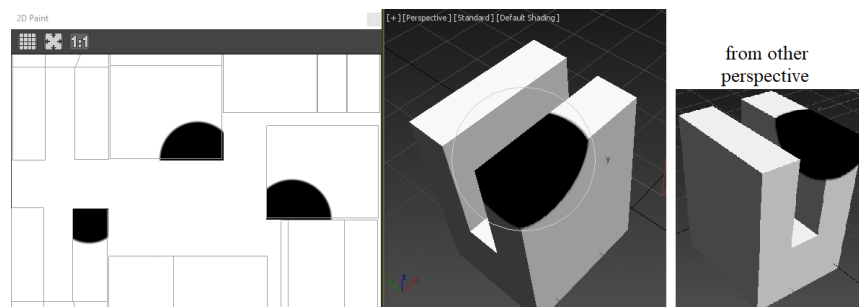 2D Paint
1:1
[+] [Perspective] [Standard] [Default Shading]
from other
perspective
y
z
x